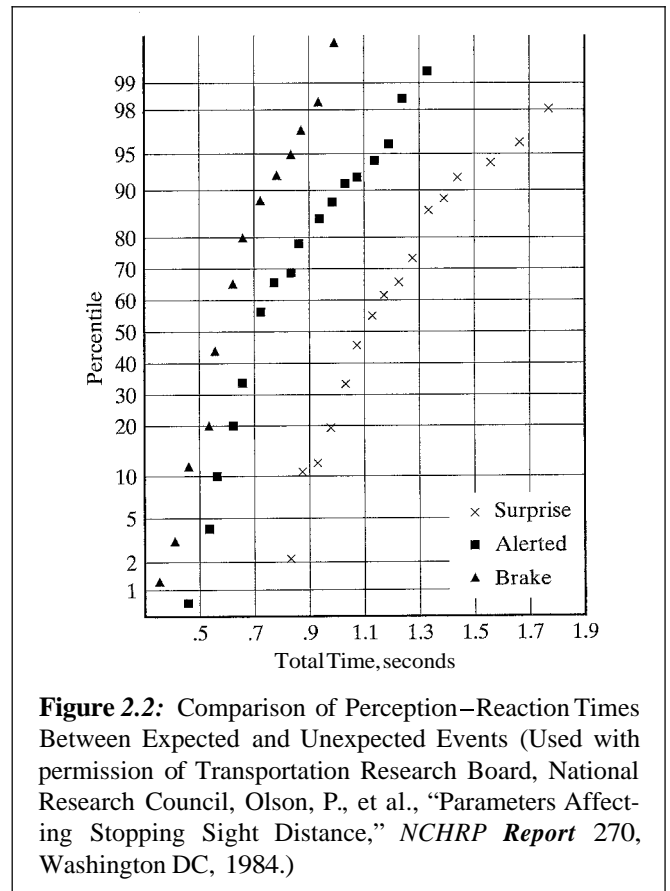 99
98
95
90
80
70
60
50
40
30
20
10
5
2
1
Percentile
× Surprise
■ Alerted
▲ Brake
.5 .7 .9 1.1 1.3 1.5 1.7 1.9
Total Time, seconds
Figure 2.2: Comparison of Perception–Reaction Times
Between Expected and Unexpected Events (Used with
permission of Transportation Research Board, National
Research Council, Olson, P., et al., “Parameters Affect-
ing Stopping Sight Distance,” NCHRP Report 270,
Washington DC, 1984.)